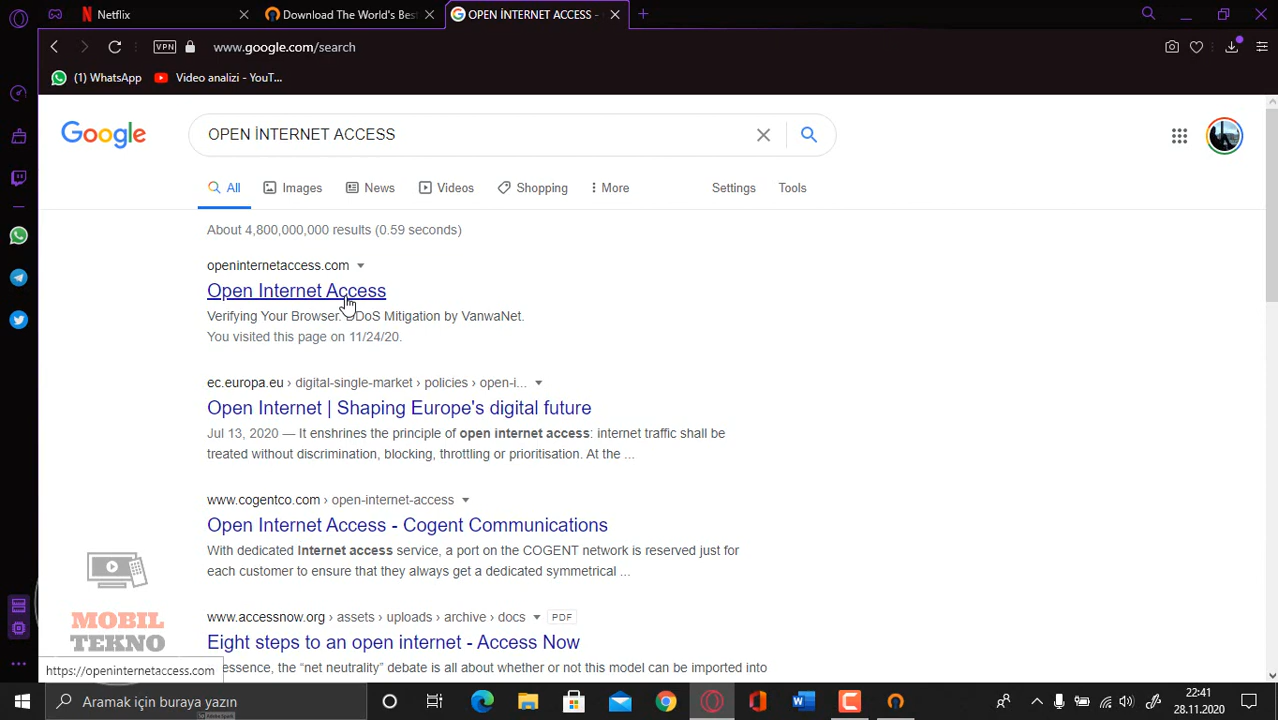 Netflix
Download The World's Bes
OPEN İNTERNET ACCESS -
VPN
www.google.com/search
(1) WhatsApp
Video analizi - YouT...
Google
OPEN İNTERNET ACCESS
All
Images
News
Videos
Shopping
More
Settings
Tools
About 4,800,000,000 results (0.59 seconds)
openinternetaccess.com
Open Internet Access
Verifying Your Browser. DDoS Mitigation by VanwaNet.
You visited this page on 11/24/20.
ec.europa.eu › digital-single-market › policies › open-i...
Open Internet | Shaping Europe's digital future
Jul 13, 2020 — It enshrines the principle of open internet access: internet traffic shall be
treated without discrimination, blocking, throttling or prioritisation. At the ...
www.cogentco.com › open-internet-access
Open Internet Access - Cogent Communications
With dedicated Internet access service, a port on the COGENT network is reserved just for
each customer to ensure that they always get a dedicated symmetrical ...
www.accessnow.org › assets › uploads › archive › docs
PDF
Eight steps to an open internet - Access Now
essence, the “net neutrality” debate is all about whether or not this model can be imported into
MOBIL
TEKNO
https://openinternetaccess.com
Aramak için buraya yazın
Adobe Spark
22:41
28.11.2020